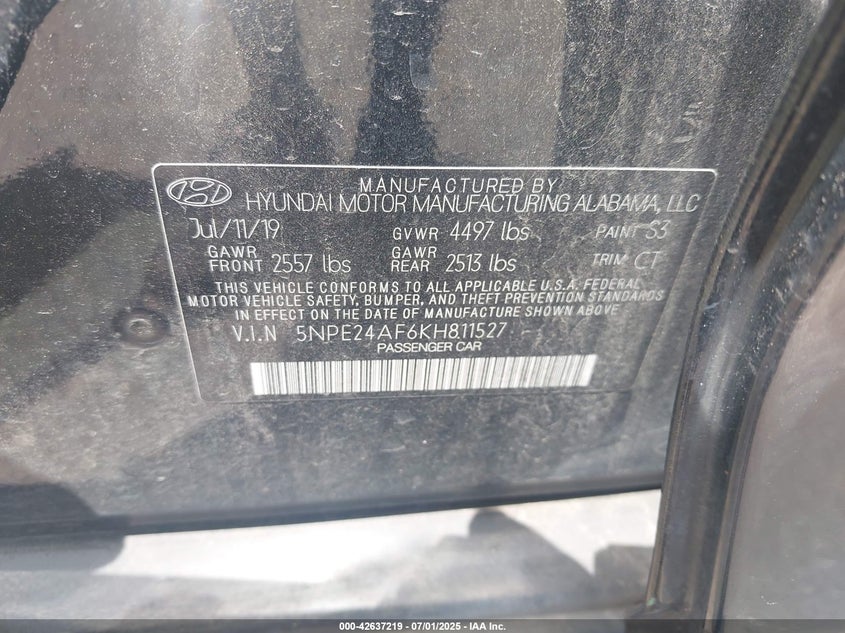 MANUFACTURED BY
HYUNDAI MOTOR MANUFACTURING ALABAMA, LLC
Jul/11/19 GVWR 4497 lbs PAINT S3
GAWR FRONT 2557 lbs GAWR REAR 2513 lbs TRIM CT
THIS VEHICLE CONFORMS TO ALL APPLICABLE U.S.A. FEDERAL
MOTOR VEHICLE SAFETY, BUMPER, AND THEFT PREVENTION STANDARDS
IN EFFECT ON THE DATE OF MANUFACTURE SHOWN ABOVE.
V.I.N 5NPE24AF6KH811527
PASSENGER CAR
000-42637219 - 07/01/2025 - IAA Inc.